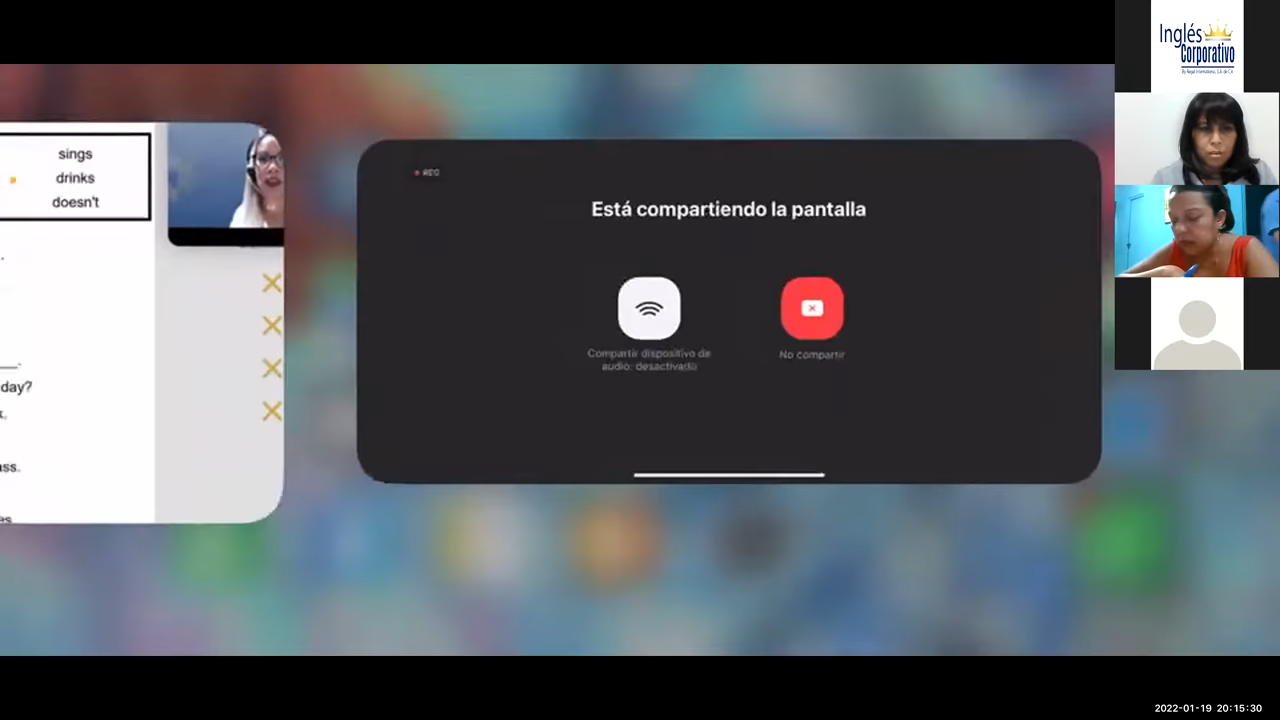 sings
drinks
doesn't
.
day?
ass.
es
REC
Está compartiendo la pantalla
Compartir dispositivo de
audio: desactivado
No compartir
Inglés
Corporativo
2022-01-19 20:15:30